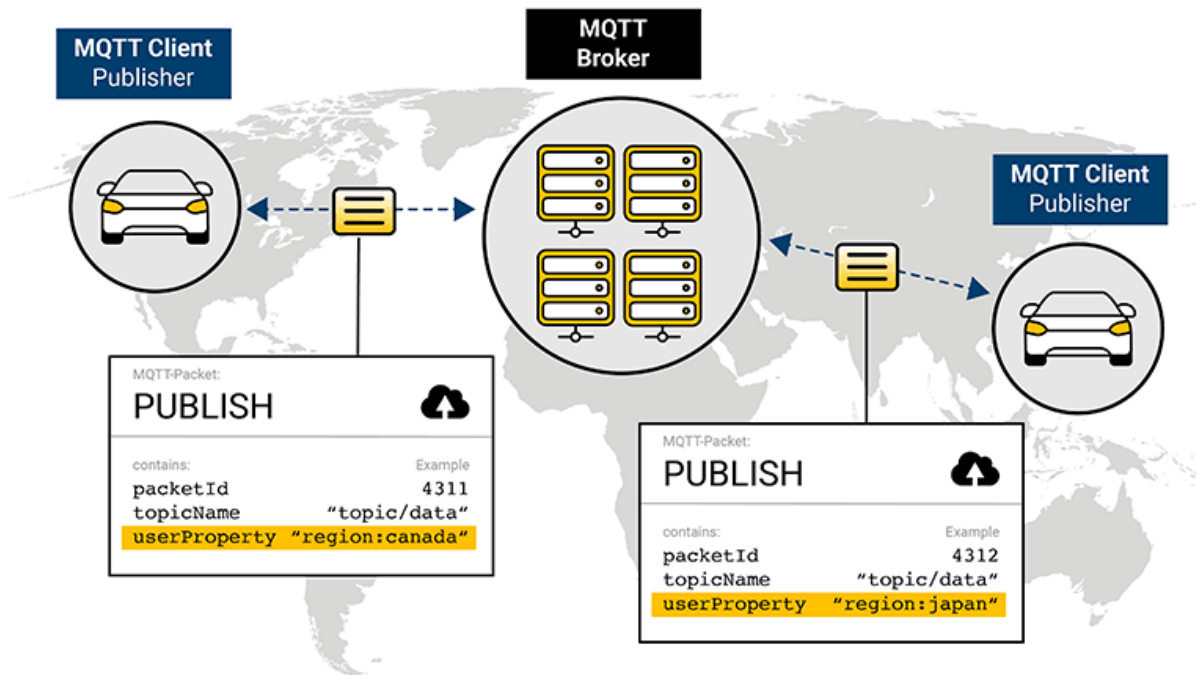 MQTT Client
Publisher
MQTT
Broker
MQTT Client
Publisher
MQTT-Packet:
PUBLISH
contains: Example
packetId 4311
topicName “topic/data“
userProperty “region:canada“
MQTT-Packet:
PUBLISH
contains: Example
packetId 4312
topicName “topic/data“
userProperty “region:japan“